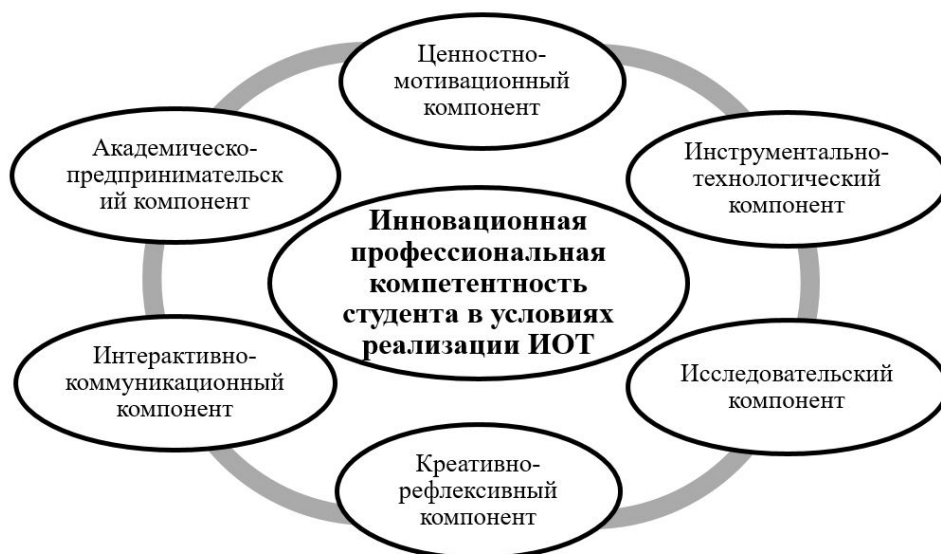 Ценностно-
мотивационный
компонент
Академическо-
предпринимательск
ий компонент
Инструментально-
технологический
компонент
Инновационная
профессиональная
компетентность
студента в условиях
реализации ИОТ
Интерактивно-
коммуникационный
компонент
Исследовательский
компонент
Креативно-
рефлексивный
компонент